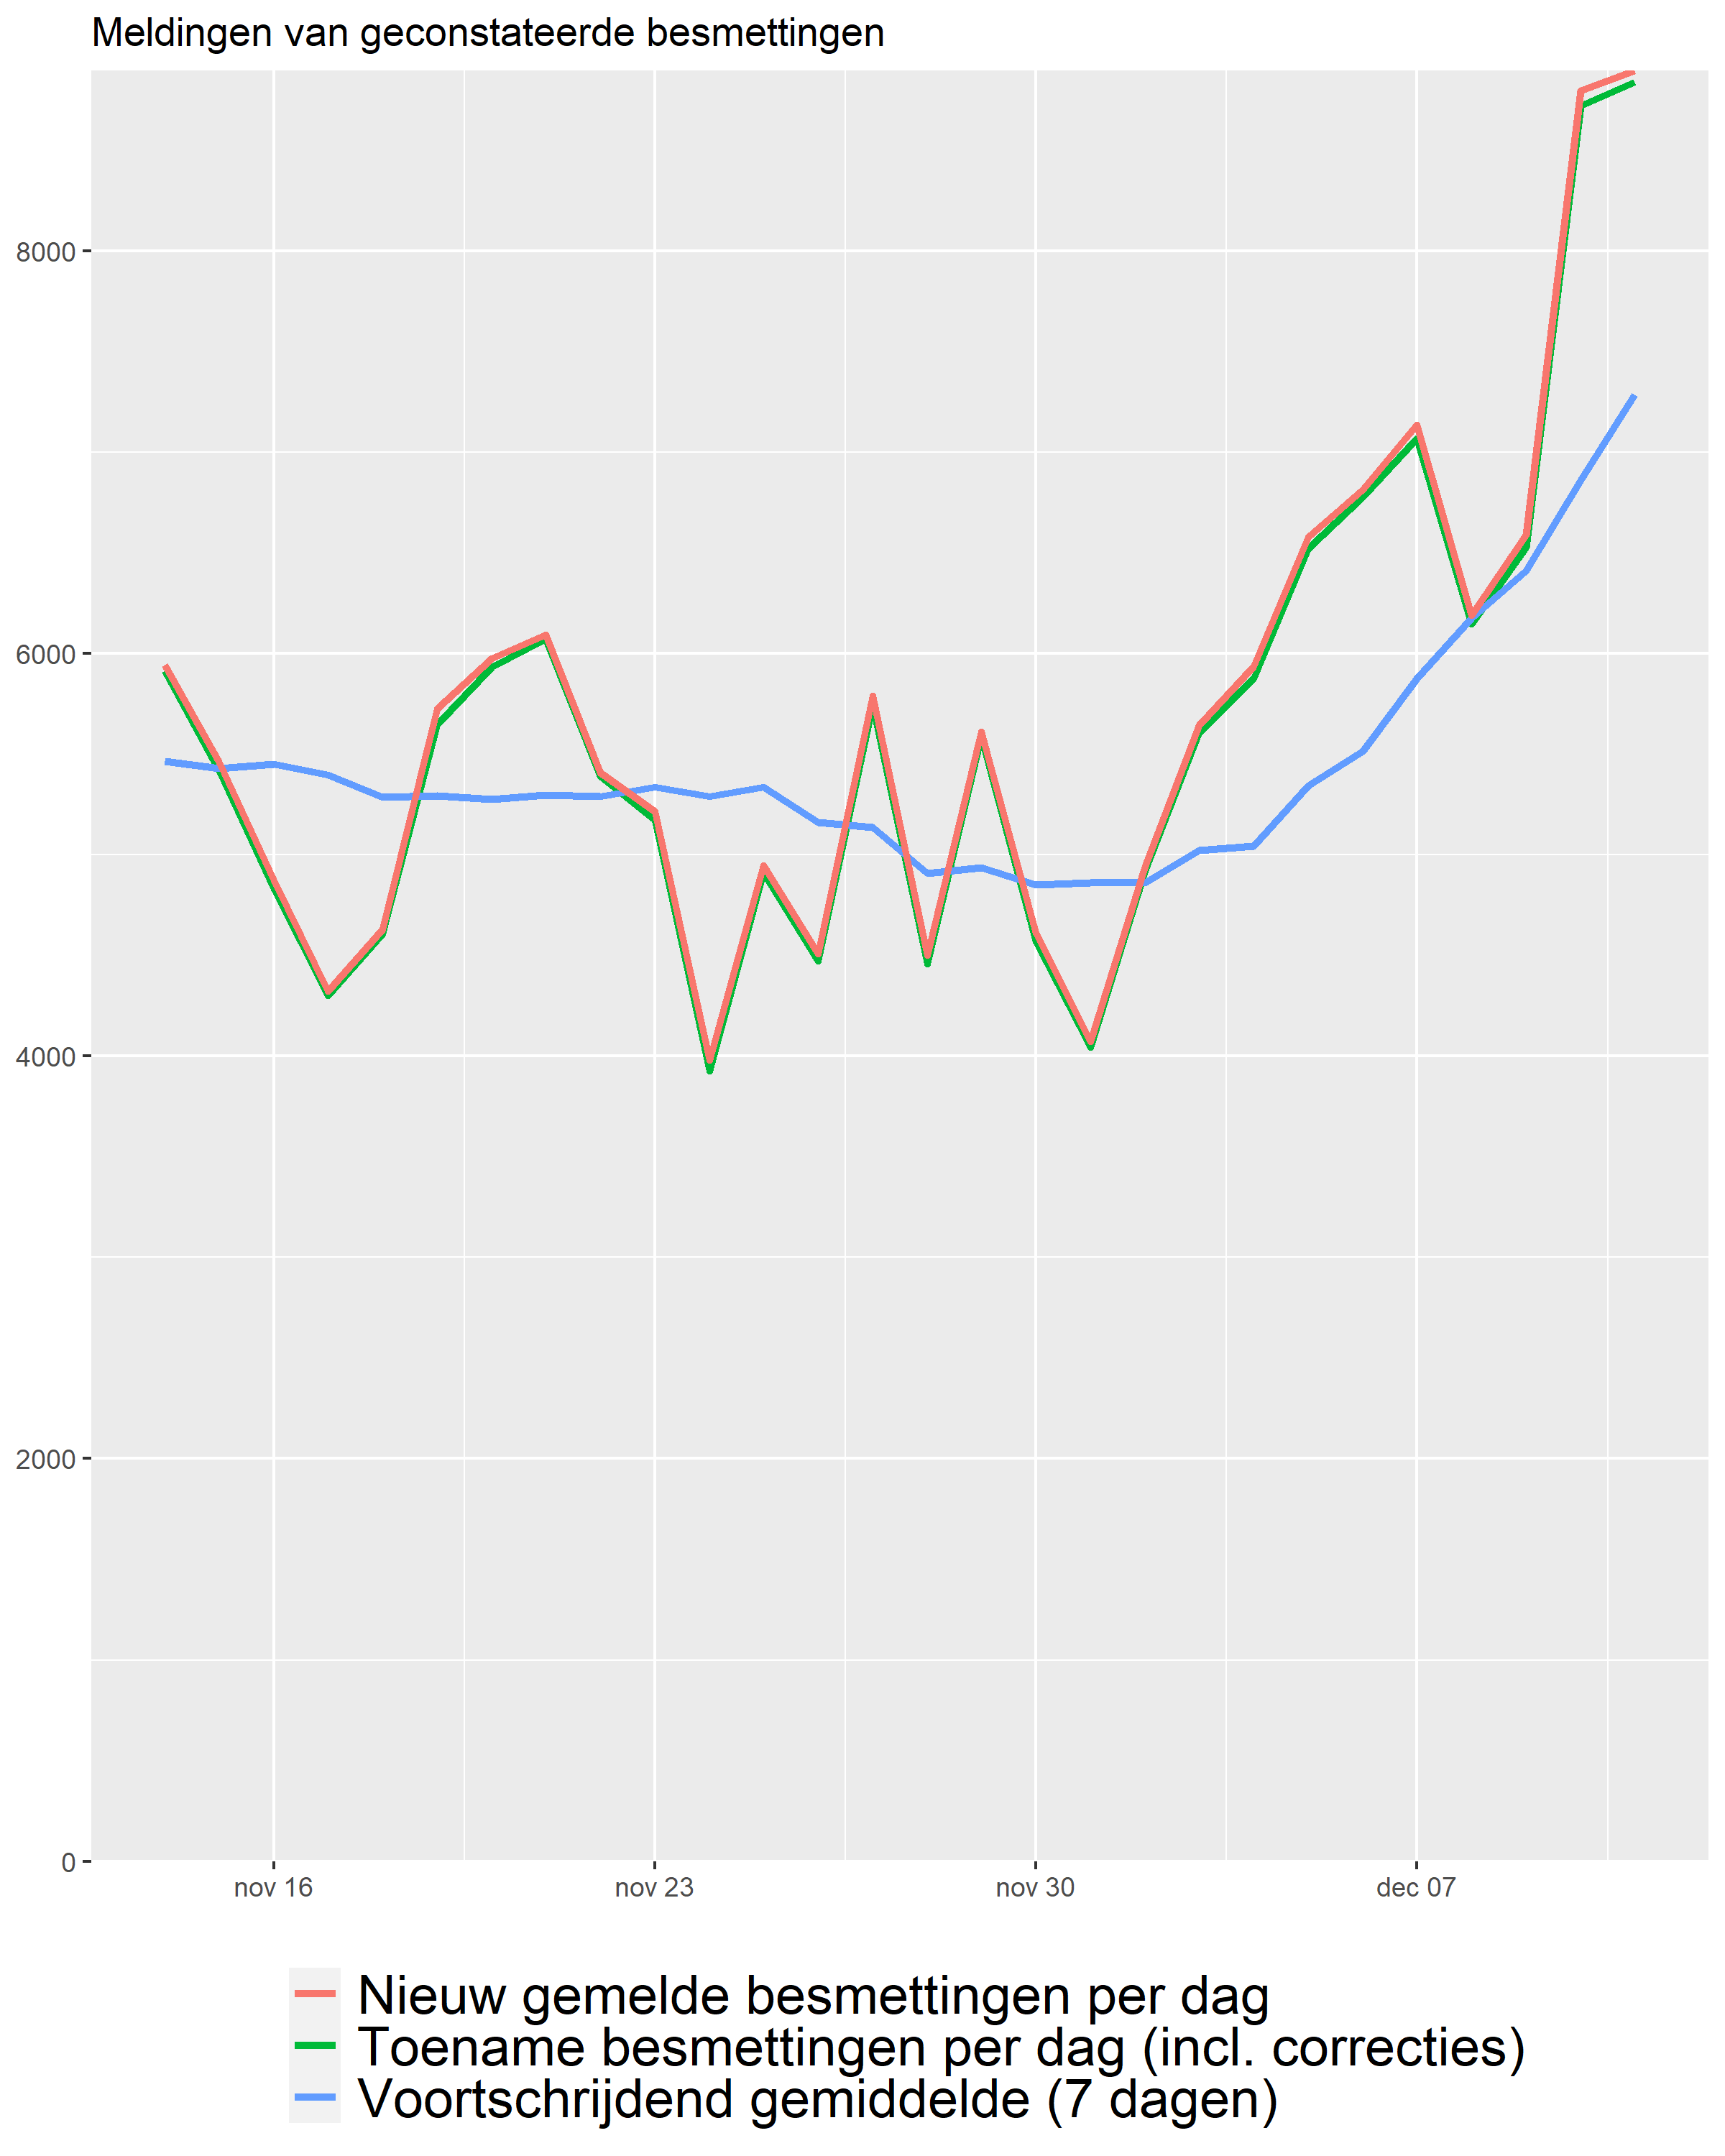 Meldingen van geconstateerde besmettingen
8000
6000
4000
2000
0
nov 16 nov 23 nov 30 dec 07
Nieuw gemelde besmettingen per dag
Toename besmettingen per dag (incl. correcties)
Voortschrijdend gemiddelde (7 dagen)